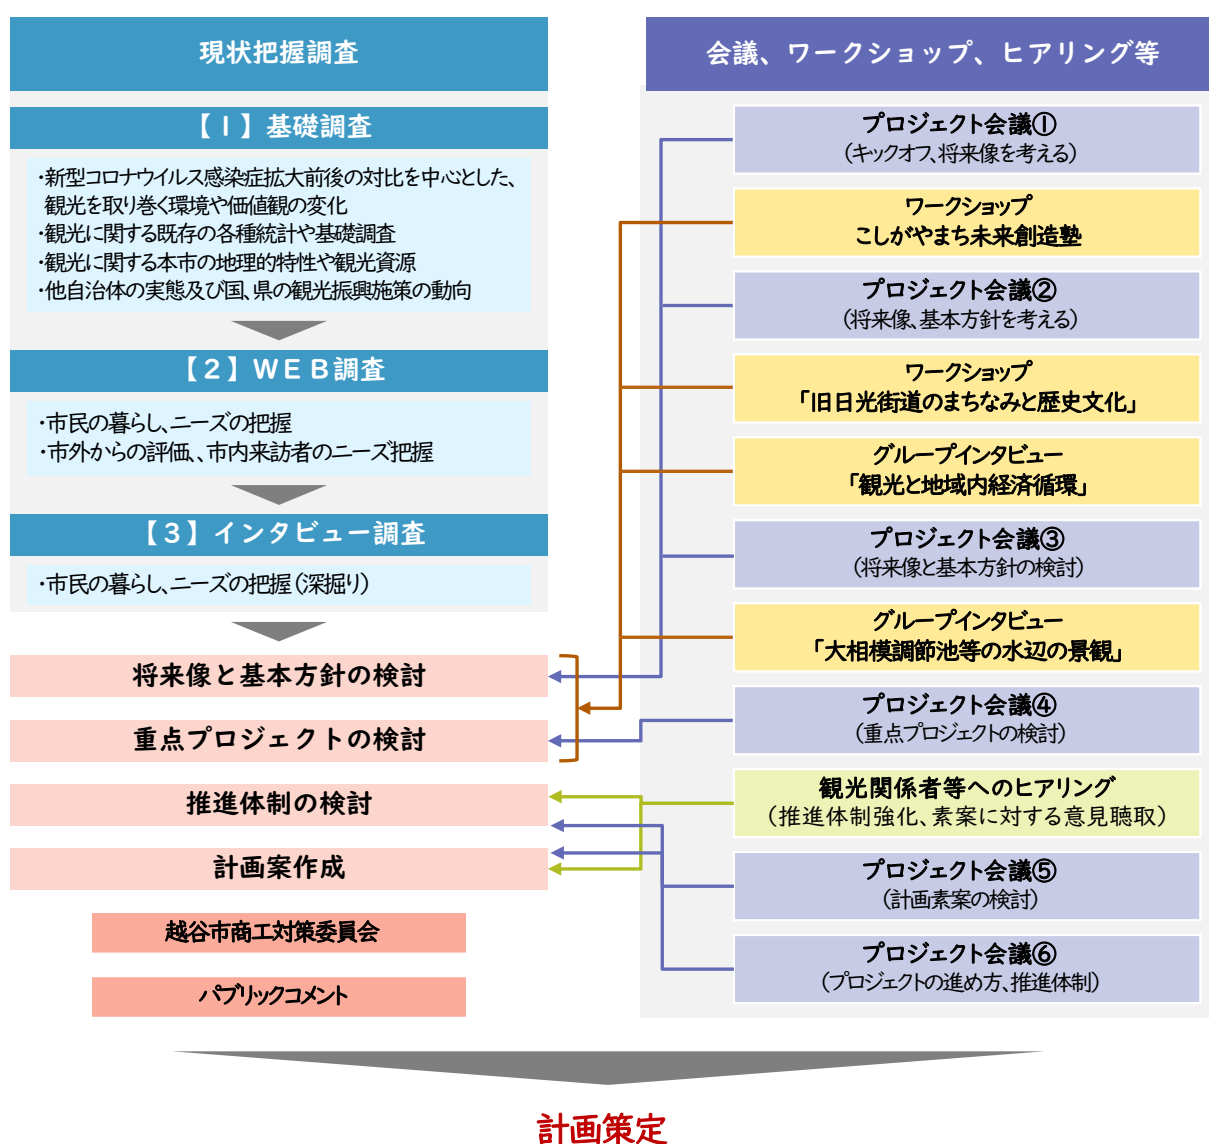 現状把握調査
【１】基礎調査
・新型コロナウイルス感染症拡大前後の対比を中心とした、
観光を取り巻く環境や価値観の変化
・観光に関する既存の各種統計や基礎調査
・観光に関する本市の地理的特性や観光資源
・他自治体の実態及び国、県の観光振興施策の動向
【２】ＷＥＢ調査
・市民の暮らし、ニーズの把握
・市外からの評価、、市内来訪者のニーズ把握
【３】インタビュー調査
・市民の暮らし、ニーズの把握（深掘り）
将来像と基本方針の検討
重点プロジェクトの検討
推進体制の検討
計画案作成
越谷市商工対策委員会
パブリックコメント
会議、ワークショップ、ヒアリング等
プロジェクト会議①
（キックオフ、将来像を考える）
ワークショップ
こしがやまち未来創造塾
プロジェクト会議②
（将来像、基本方針を考える）
ワークショップ
「旧日光街道のまちなみと歴史文化」
グループインタビュー
「観光と地域内経済循環」
プロジェクト会議③
（将来像と基本方針の検討）
グループインタビュー
「大相模調節池等の水辺の景観」
プロジェクト会議④
（重点プロジェクトの検討）
観光関係者等へのヒアリング
（推進体制強化、素案に対する意見聴取）
プロジェクト会議⑤
（計画素案の検討）
プロジェクト会議⑥
（プロジェクトの進め方、推進体制）
計画策定